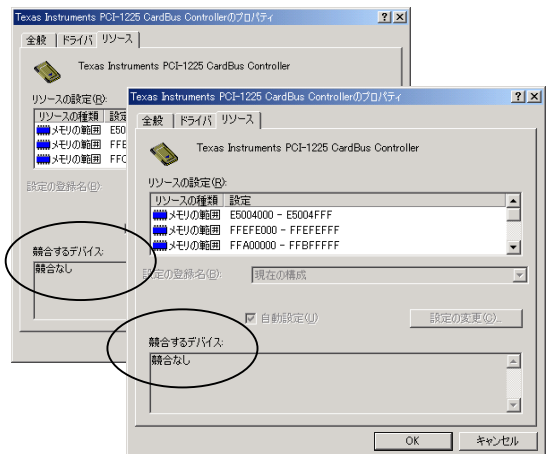 Texas Instruments PCI-1225 CardBus Controllerのプロパティ
全般 ドライバ リソース
Texas Instruments PCI-1225 CardBus Controller
リソースの設定(R):
リソースの種類 設定
メモリの範囲 E50
メモリの範囲 FFE
メモリの範囲 FFC
設定の登録名(B):
競合するデバイス:
競合なし
Texas Instruments PCI-1225 CardBus Controllerのプロパティ
全般 ドライバ リソース
Texas Instruments PCI-1225 CardBus Controller
リソースの設定(R):
リソースの種類 設定
メモリの範囲 E5004000 - E5004FFF
メモリの範囲 FFEFE000 - FFEFEFFF
メモリの範囲 FFA00000 - FFBFFFFF
設定の登録名(B): 現在の構成
自動設定(U) 設定の変更(C)...
競合するデバイス:
競合なし
OK キャンセル